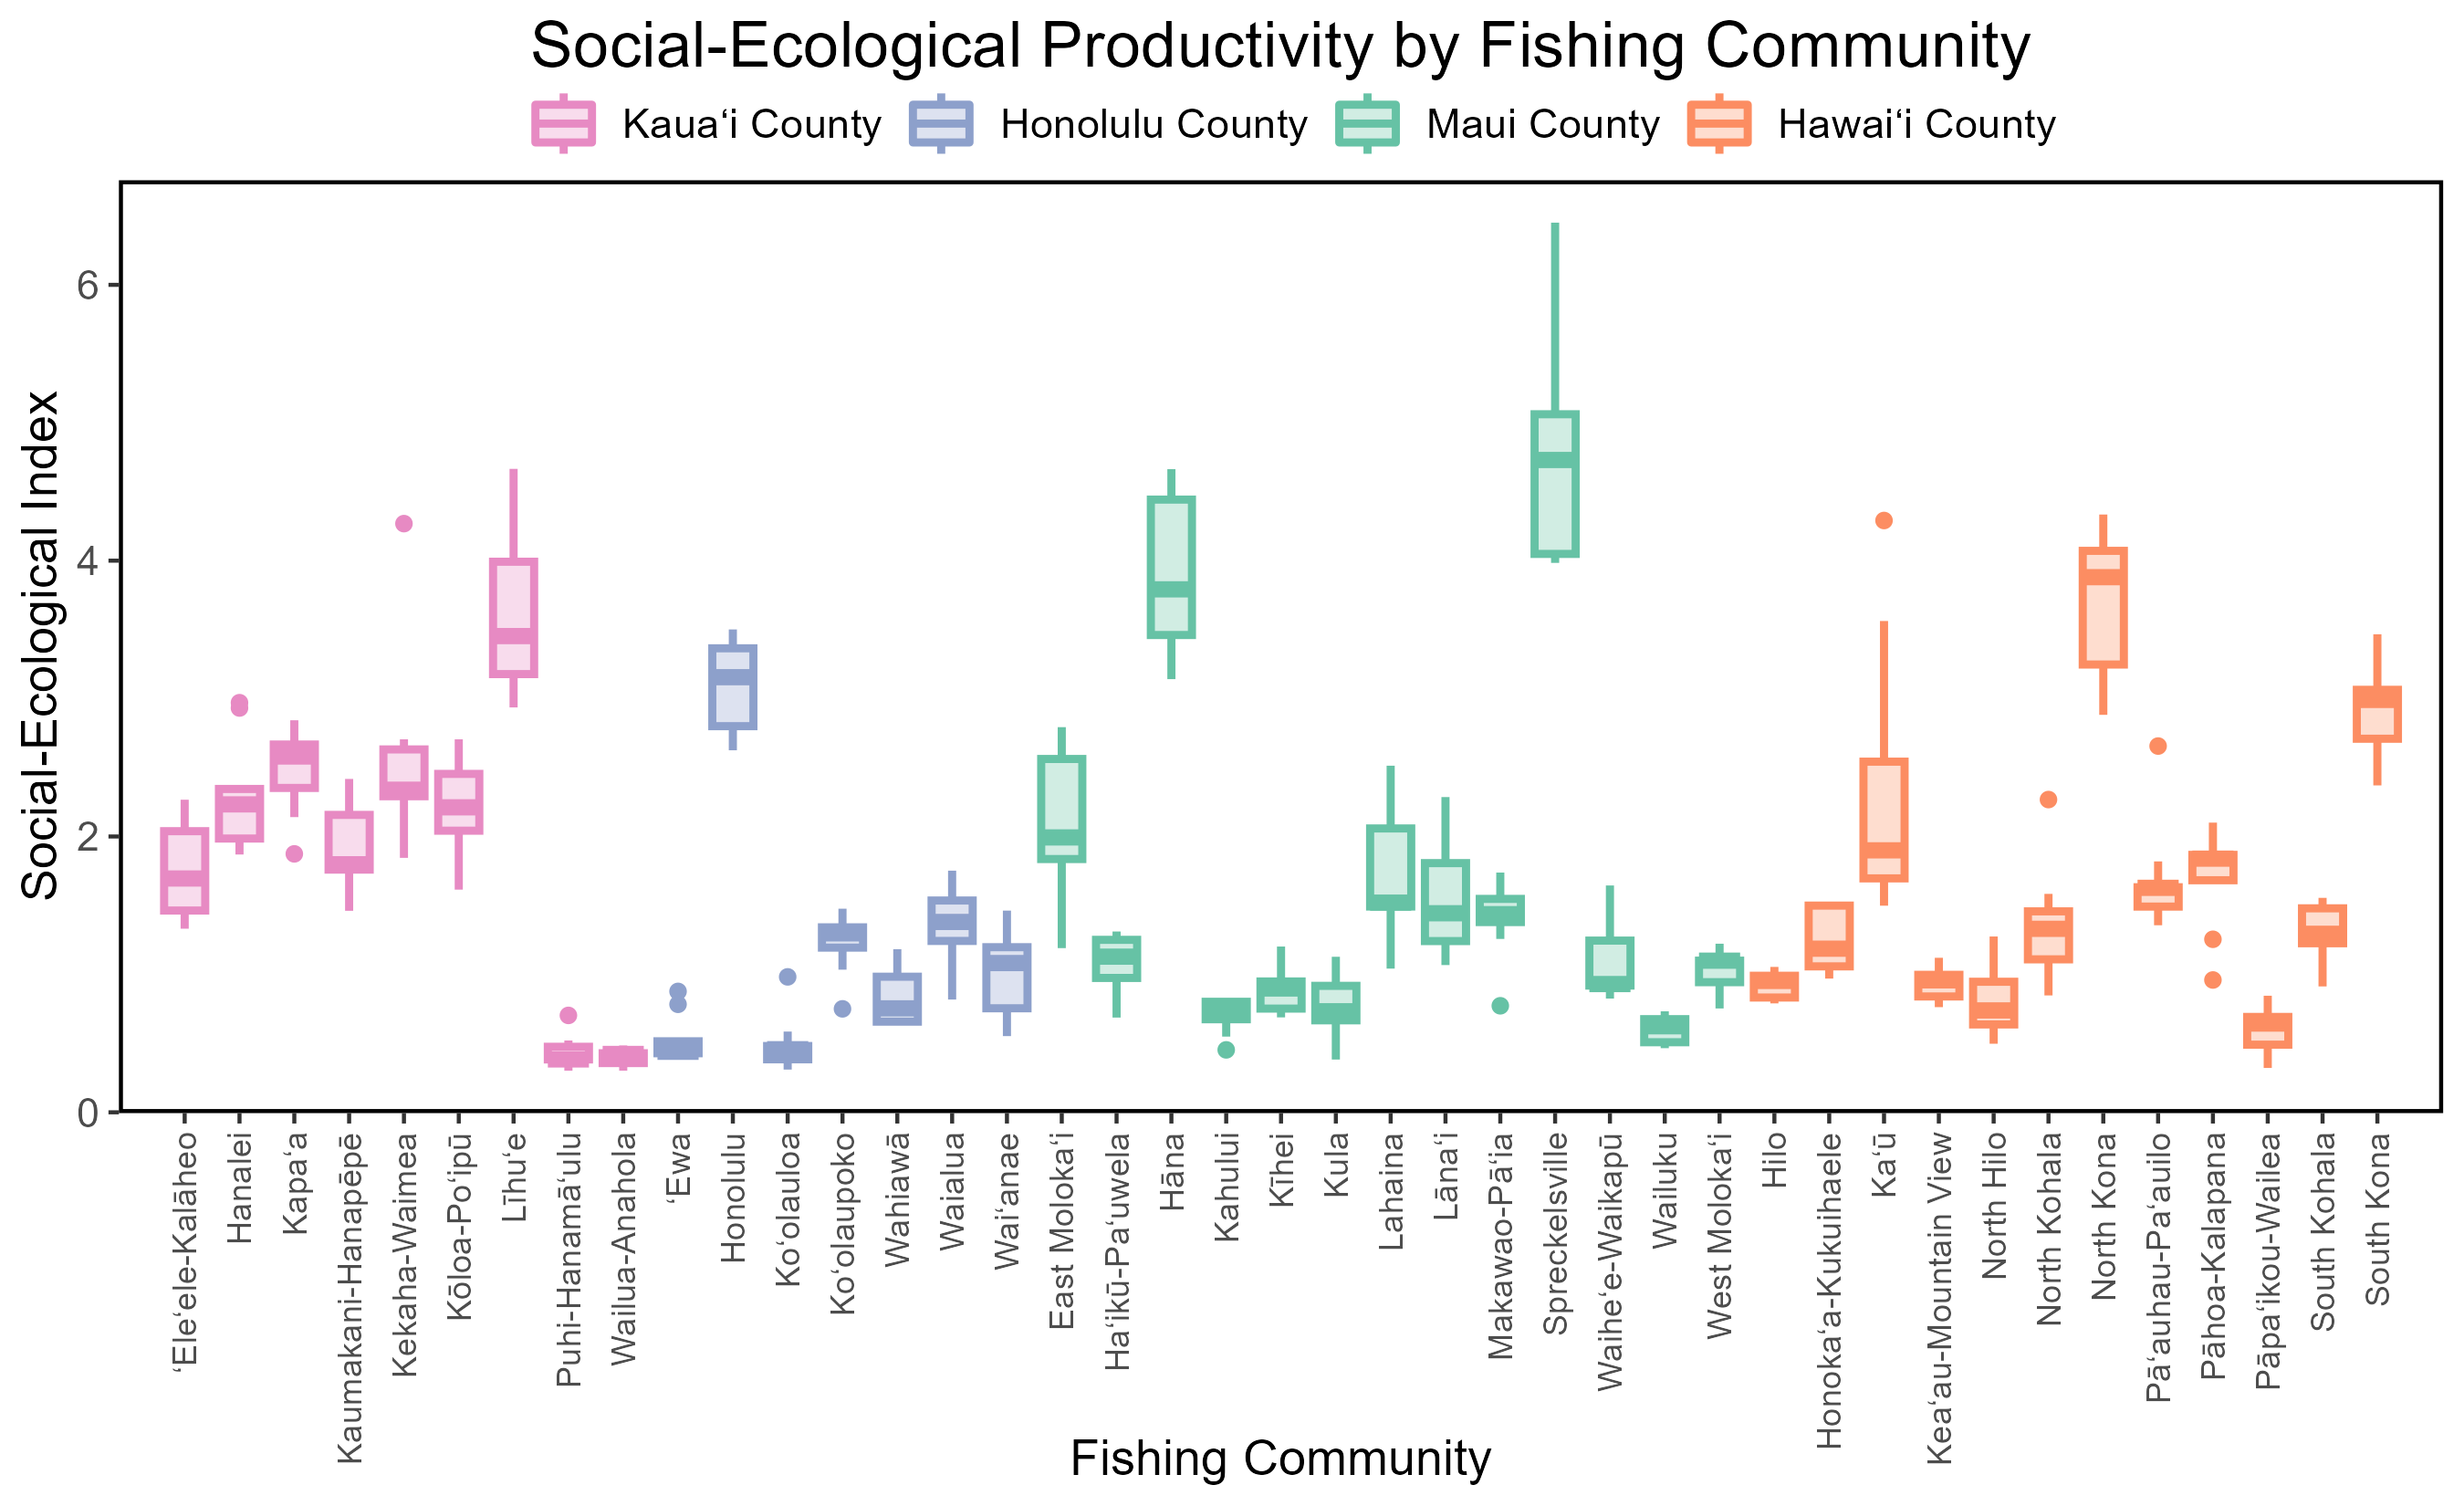 Social-Ecological Productivity by Fishing Community
Kauaʻi County
Honolulu County
Maui County
Hawaiʻi County
Social-Ecological Index
6
4
2
0
ʻEleʻele-Kalāheo
Hanalei
Kapaʻa
Kaumakani-Hanapēpē
Kekaha-Waimea
Kōloa-Poʻipū
Līhuʻe
Puhi-Hanamāʻulu
Wailua-Anahola
ʻEwa
Honolulu
Koʻolauloa
Koʻolaupoko
Wahiawā
Waialua
Waiʻanae
East Molokaʻi
Haʻikū-Paʻuwela
Hāna
Kahului
Kīhei
Kula
Lahaina
Lānaʻi
Makawao-Pāʻia
Spreckelsville
Waiheʻe-Waikapū
Wailuku
West Molokaʻi
Hilo
Honokaʻa-Kukuihaele
Kaʻū
Keaʻau-Mountain View
North Hilo
North Kohala
North Kona
Pāʻauhau-Paʻauilo
Pāhoa-Kalapana
Pāpaʻikou-Wailea
South Kohala
South Kona
Fishing Community